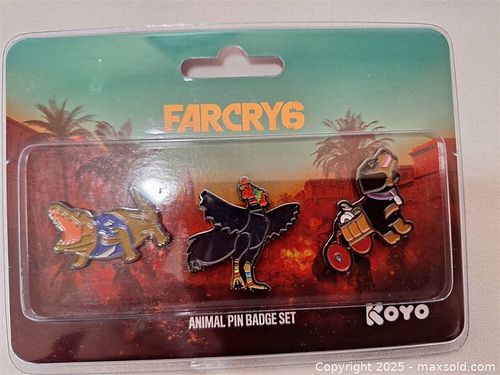 FARCRY6
ANIMAL PIN BADGE SET
KOYO
Copyright © 2025 - maxsold.com